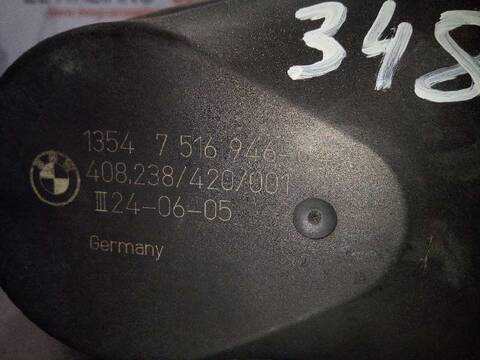 348
1354 7 516 946-
408.238/420/001
III 24-06-05
Germany